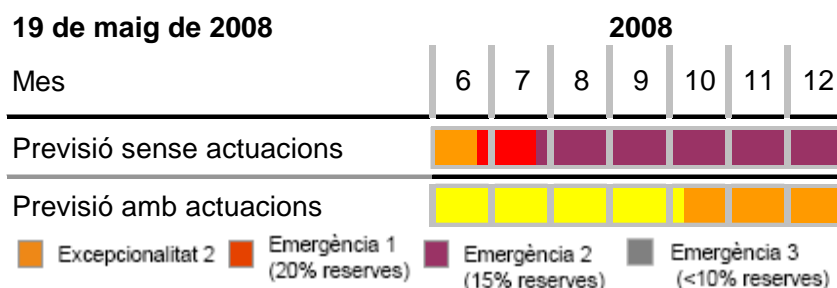 19 de maig de 2008 2008
Mes 6 7 8 9 10 11 12
Previsió sense actuacions
Previsió amb actuacions
Excepcionalitat 2 Emergència 1 (20% reserves) Emergència 2 (15% reserves) Emergència 3 (<10% reserves)